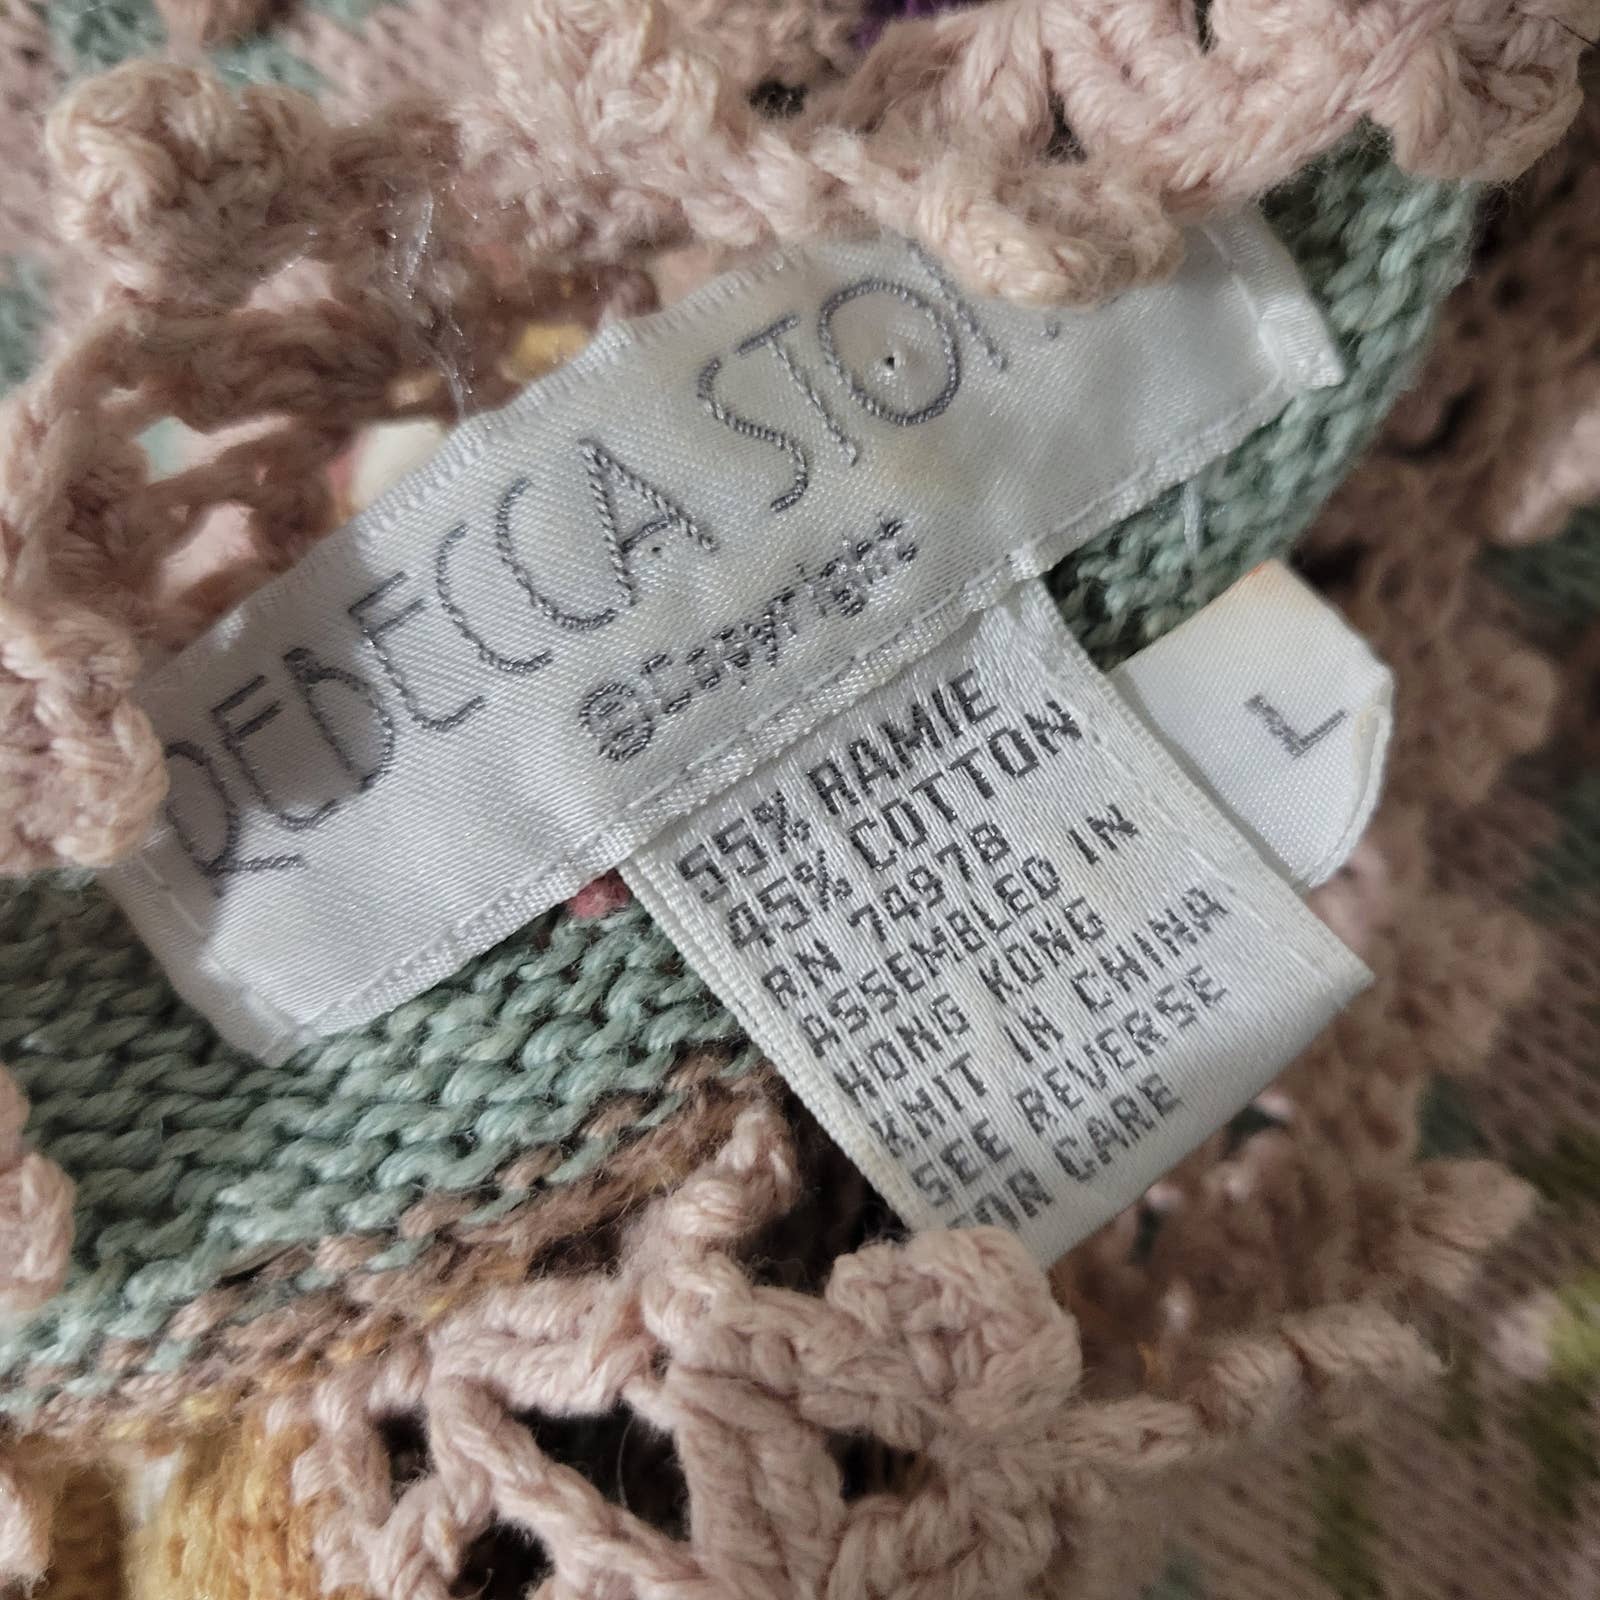 REBECCA
©Copyright
55% RAMIE
45% COTTON
RN 74978
ASSEMBLED IN
HONG KONG
KNIT IN CHINA
SEE REVERSE
FOR CARE
L